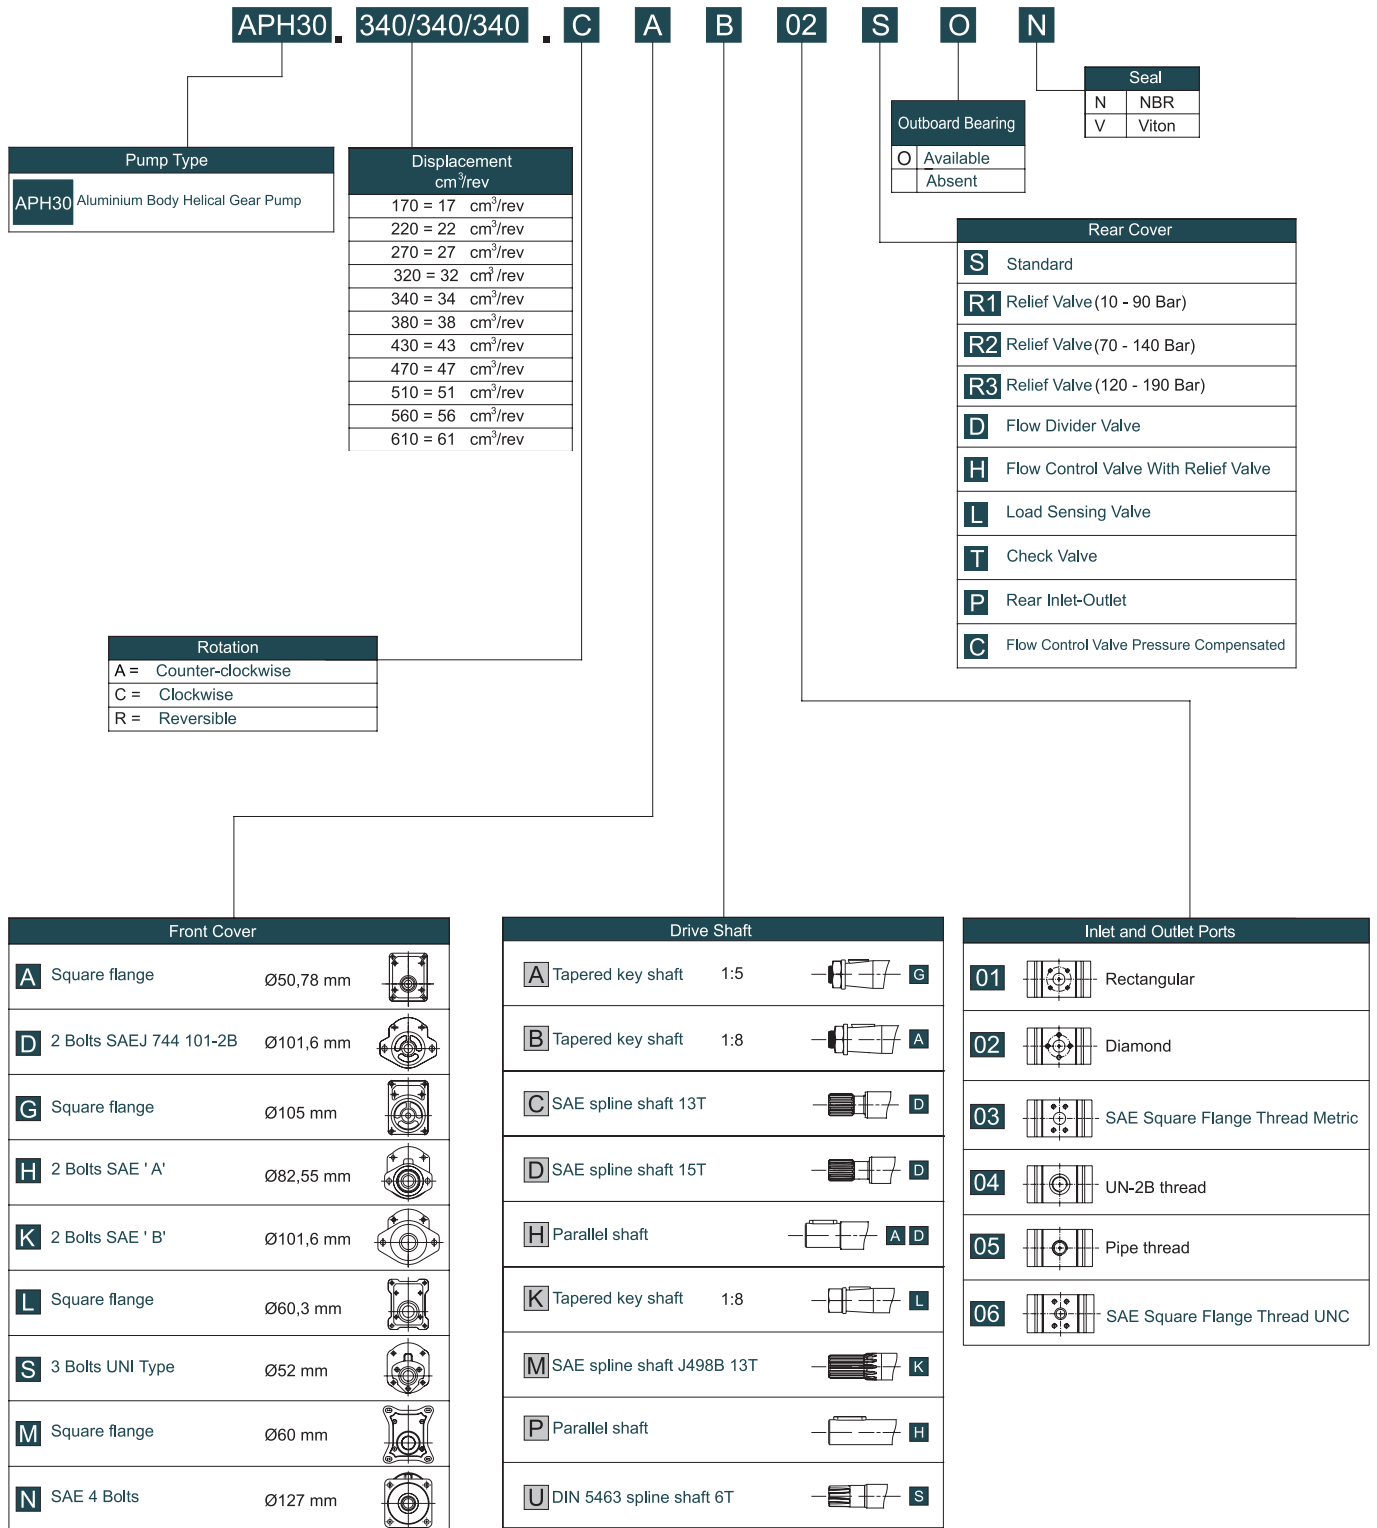 APH30 . 340/340/340 . C A B 02 S O N
Seal
N NBR
V Viton
Outboard Bearing
O Available
Absent
Pump Type
APH30 Aluminium Body Helical Gear Pump
Displacement
cm³/rev
170 = 17 cm³/rev
220 = 22 cm³/rev
270 = 27 cm³/rev
320 = 32 cm³/rev
340 = 34 cm³/rev
380 = 38 cm³/rev
430 = 43 cm³/rev
470 = 47 cm³/rev
510 = 51 cm³/rev
560 = 56 cm³/rev
610 = 61 cm³/rev
Rear Cover
S Standard
R1 Relief Valve (10 - 90 Bar)
R2 Relief Valve (70 - 140 Bar)
R3 Relief Valve (120 - 190 Bar)
D Flow Divider Valve
H Flow Control Valve With Relief Valve
L Load Sensing Valve
T Check Valve
P Rear Inlet-Outlet
C Flow Control Valve Pressure Compensated
Rotation
A = Counter-clockwise
C = Clockwise
R = Reversible
Front Cover
A Square flange Ø50,78 mm
D 2 Bolts SAEJ 744 101-2B Ø101,6 mm
G Square flange Ø105 mm
H 2 Bolts SAE ' A' Ø82,55 mm
K 2 Bolts SAE ' B' Ø101,6 mm
L Square flange Ø60,3 mm
S 3 Bolts UNI Type Ø52 mm
M Square flange Ø60 mm
N SAE 4 Bolts Ø127 mm
Drive Shaft
A Tapered key shaft 1:5 G
B Tapered key shaft 1:8 A
C SAE spline shaft 13T D
D SAE spline shaft 15T D
H Parallel shaft A D
K Tapered key shaft 1:8 L
M SAE spline shaft J498B 13T K
P Parallel shaft H
U DIN 5463 spline shaft 6T S
Inlet and Outlet Ports
01 Rectangular
02 Diamond
03 SAE Square Flange Thread Metric
04 UN-2B thread
05 Pipe thread
06 SAE Square Flange Thread UNC